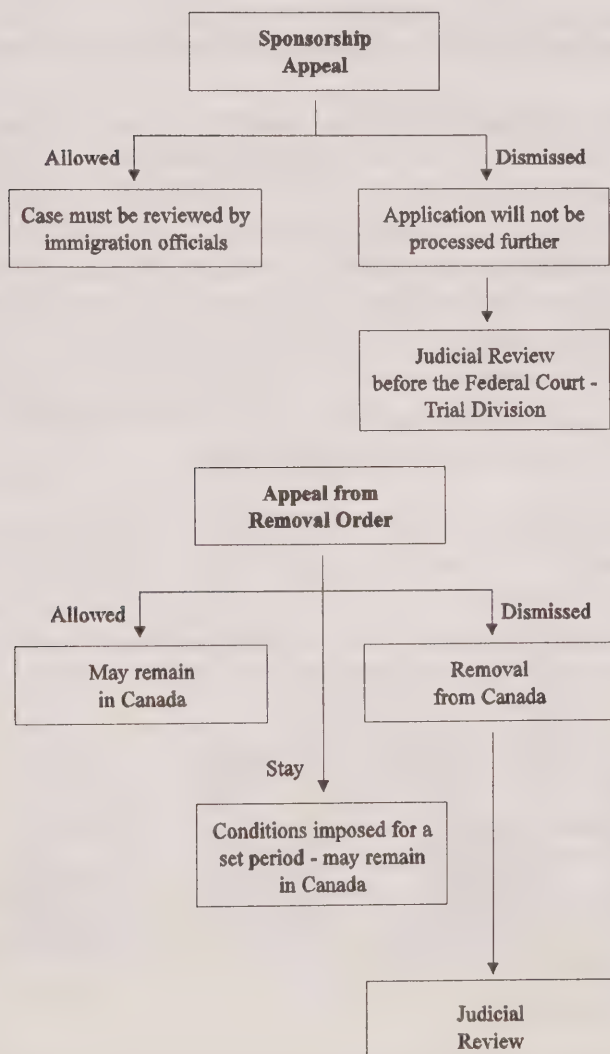 Sponsorship
Appeal
Allowed
Dismissed
Case must be reviewed by
immigration officials
Application will not be
processed further
Judicial Review
before the Federal Court -
Trial Division
Appeal from
Removal Order
Allowed
Dismissed
May remain
in Canada
Removal
from Canada
Stay
Conditions imposed for a
set period - may remain
in Canada
Judicial
Review